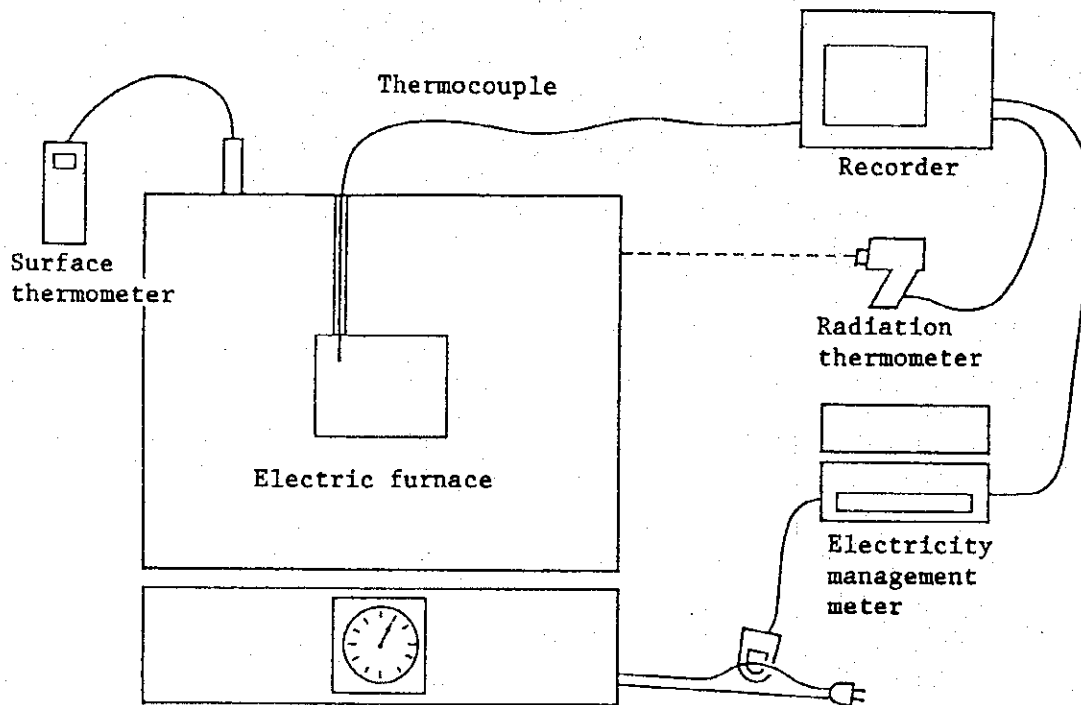 Thermocouple
Recorder
Surface
thermometer
Radiation
thermometer
Electric furnace
Electricity
management
meter